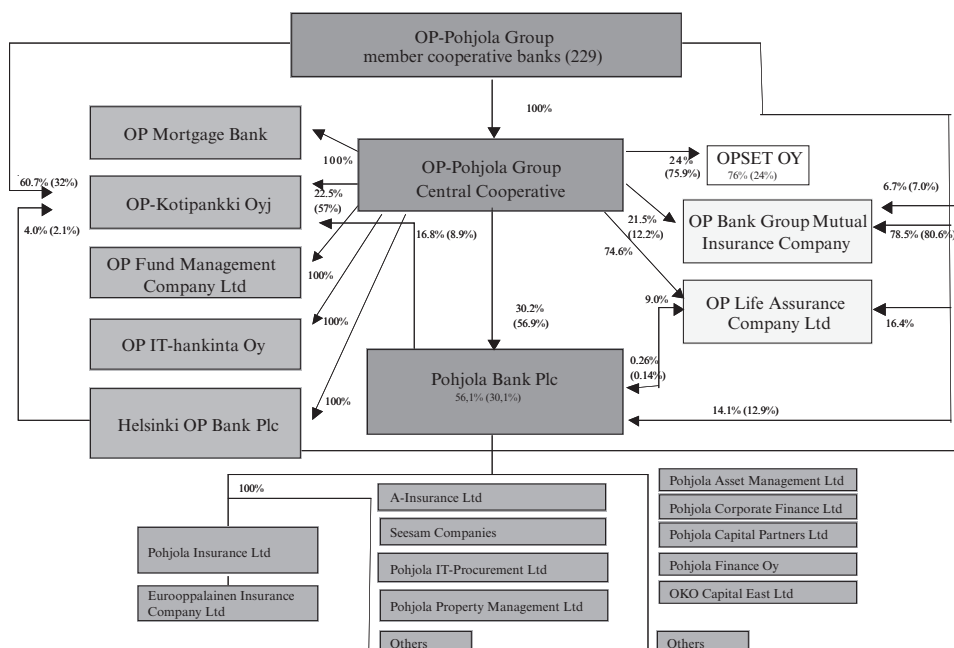 OP-Pohjola Group
member cooperative banks (229)
100%
OP Mortgage Bank
100%
OP-Pohjola Group
Central Cooperative
24%
(75.9%)
OPSET OY
76% (24%)
60.7% (32%)
OP-Kotipankki Oyj
22.5%
(57%)
4.0% (2.1%)
16.8% (8.9%)
21.5%
(12.2%)
74.6%
OP Bank Group Mutual
Insurance Company
6.7% (7.0%)
78.5% (80.6%)
OP Fund Management
Company Ltd
100%
OP IT-hankinta Oy
100%
30.2%
(56.9%)
9.0%
OP Life Assurance
Company Ltd
16.4%
0.26%
(0.14%)
Helsinki OP Bank Plc
100%
Pohjola Bank Plc
56,1% (30,1%)
14.1% (12.9%)
100%
Pohjola Insurance Ltd
Eurooppalainen Insurance
Company Ltd
A-Insurance Ltd
Seesam Companies
Pohjola IT-Procurement Ltd
Pohjola Property Management Ltd
Others
Pohjola Asset Management Ltd
Pohjola Corporate Finance Ltd
Pohjola Capital Partners Ltd
Pohjola Finance Oy
OKO Capital East Ltd
Others